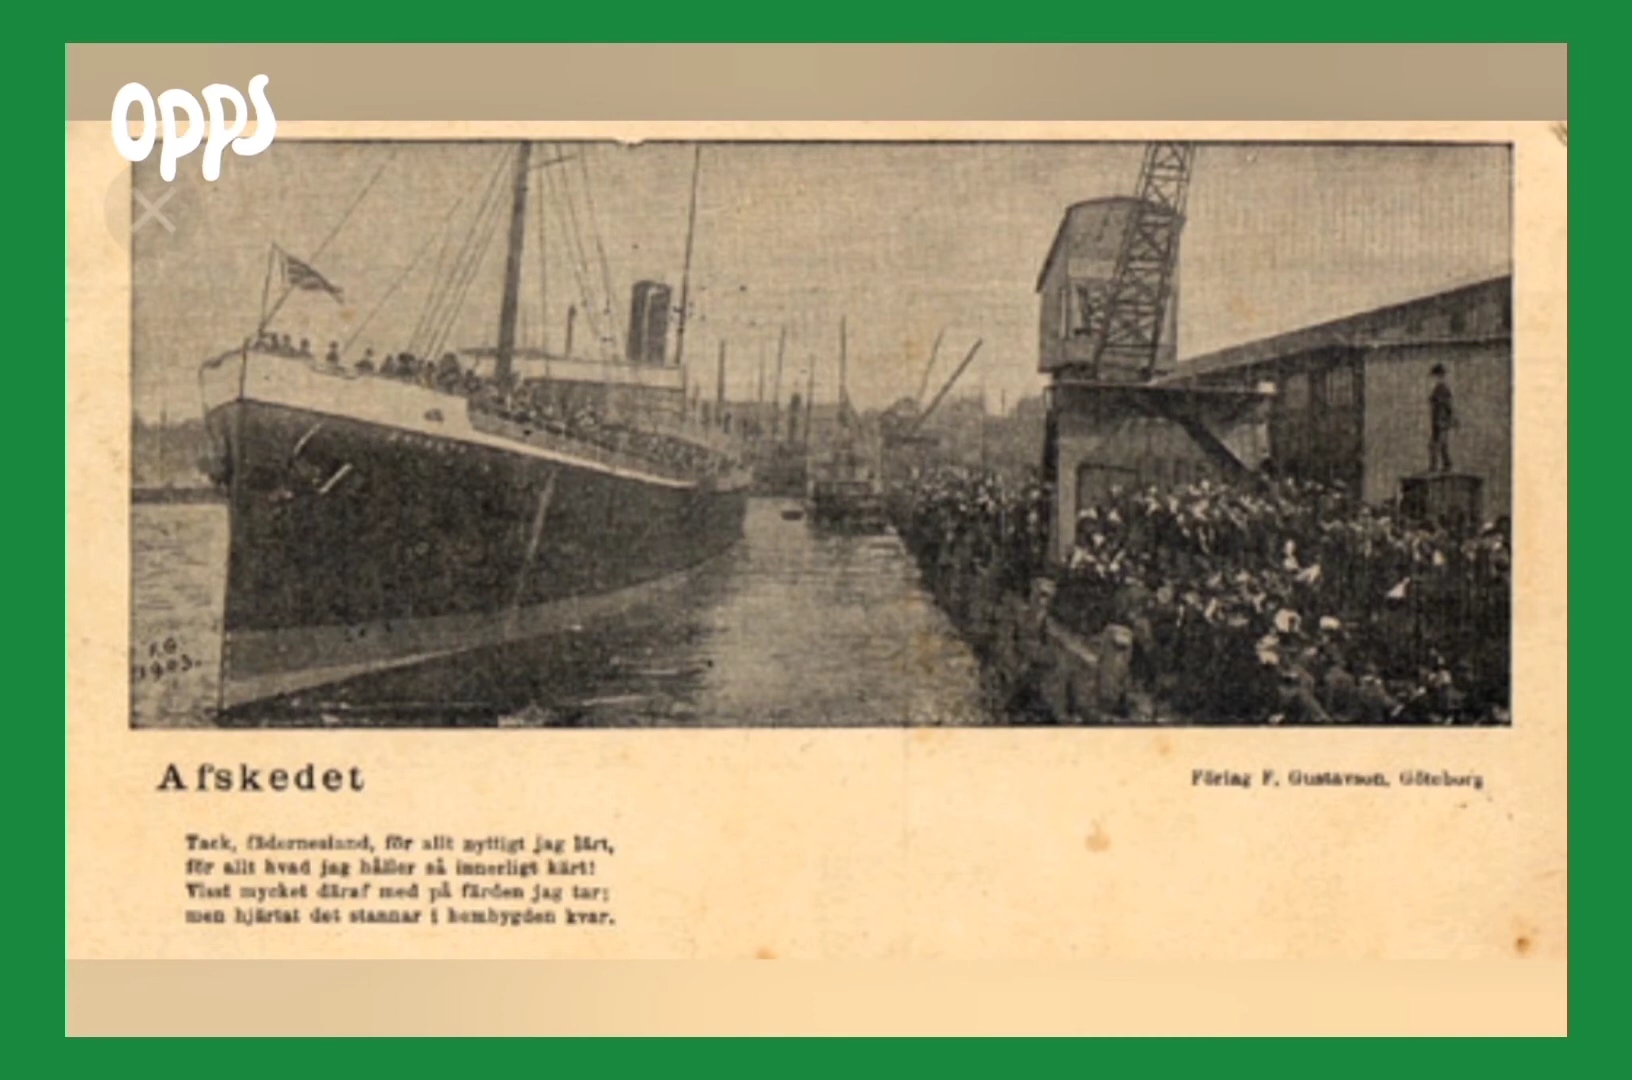 Opps
F.G.
1903.
Afskedet
Förlag F. Gustavson, Göteborg
Tack, fädernesland, för allt nyttigt jag lärt,
för allt hvad jag håller så innerligt kärt!
Visst mycket däraf med på färden jag tar;
men hjärtat det stannar i hembygden kvar.